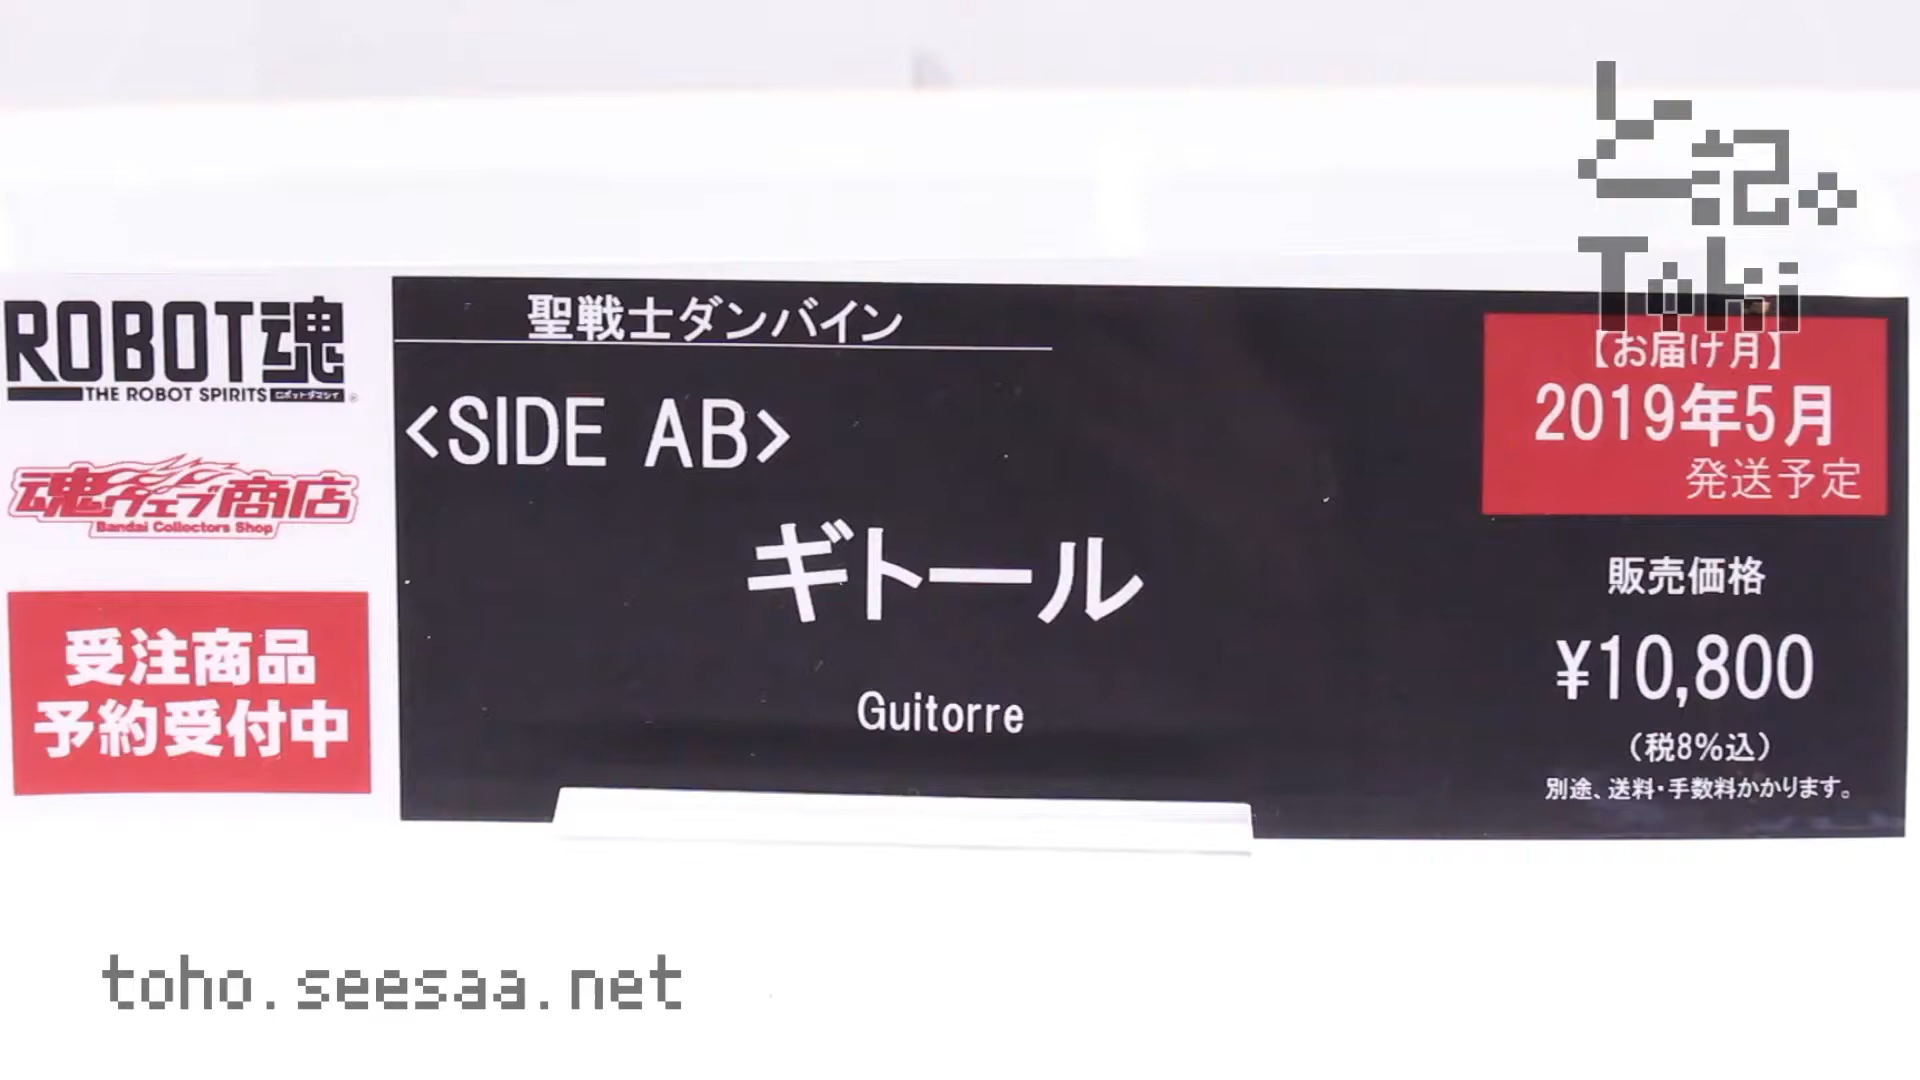 と記。
Toki
ROBOT魂
THE ROBOT SPIRITS ロボットダマシイ
魂ウェブ商店
Bandai Collectors Shop
受注商品
予約受付中
聖戦士ダンバイン
<SIDE AB>
ギトール
Guitorre
【お届け月】
2019年5月
発送予定
販売価格
¥10,800
(税8%込)
別途、送料・手数料かかります。
toho.seesaa.net